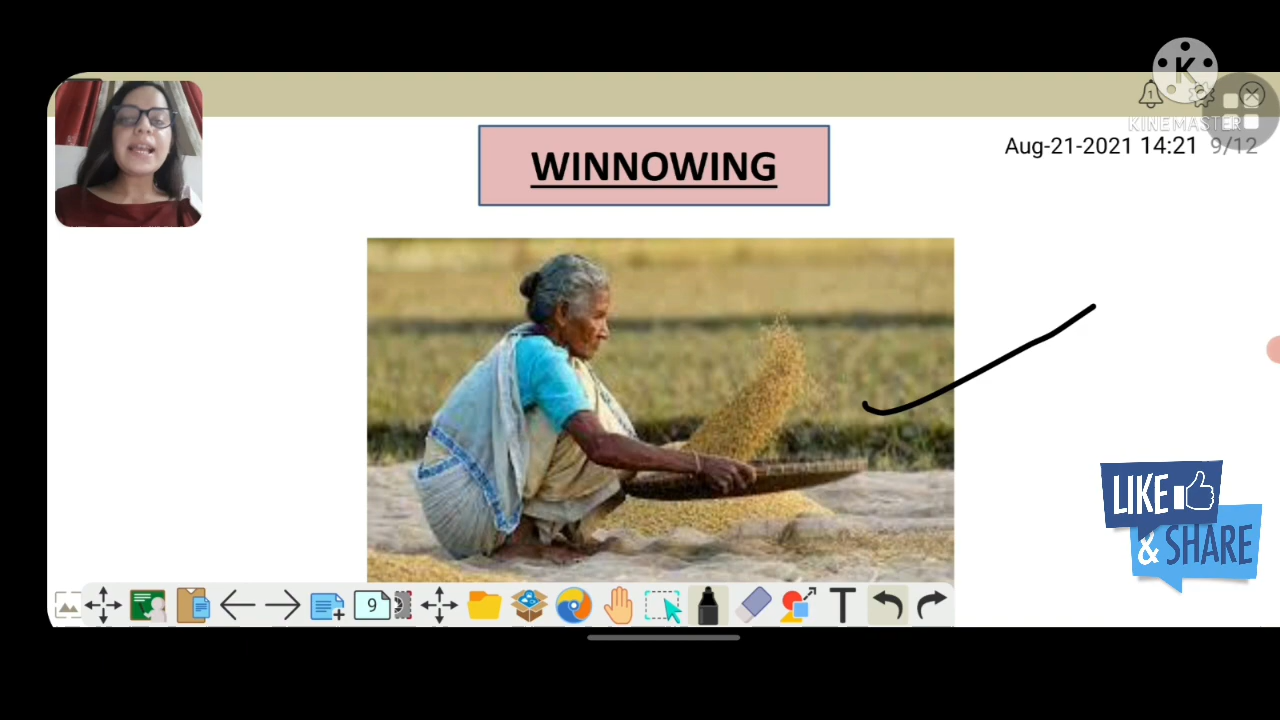 KINEMASTER
WINNOWING
Aug-21-2021 14:21 9/12
LIKE
& SHARE
9